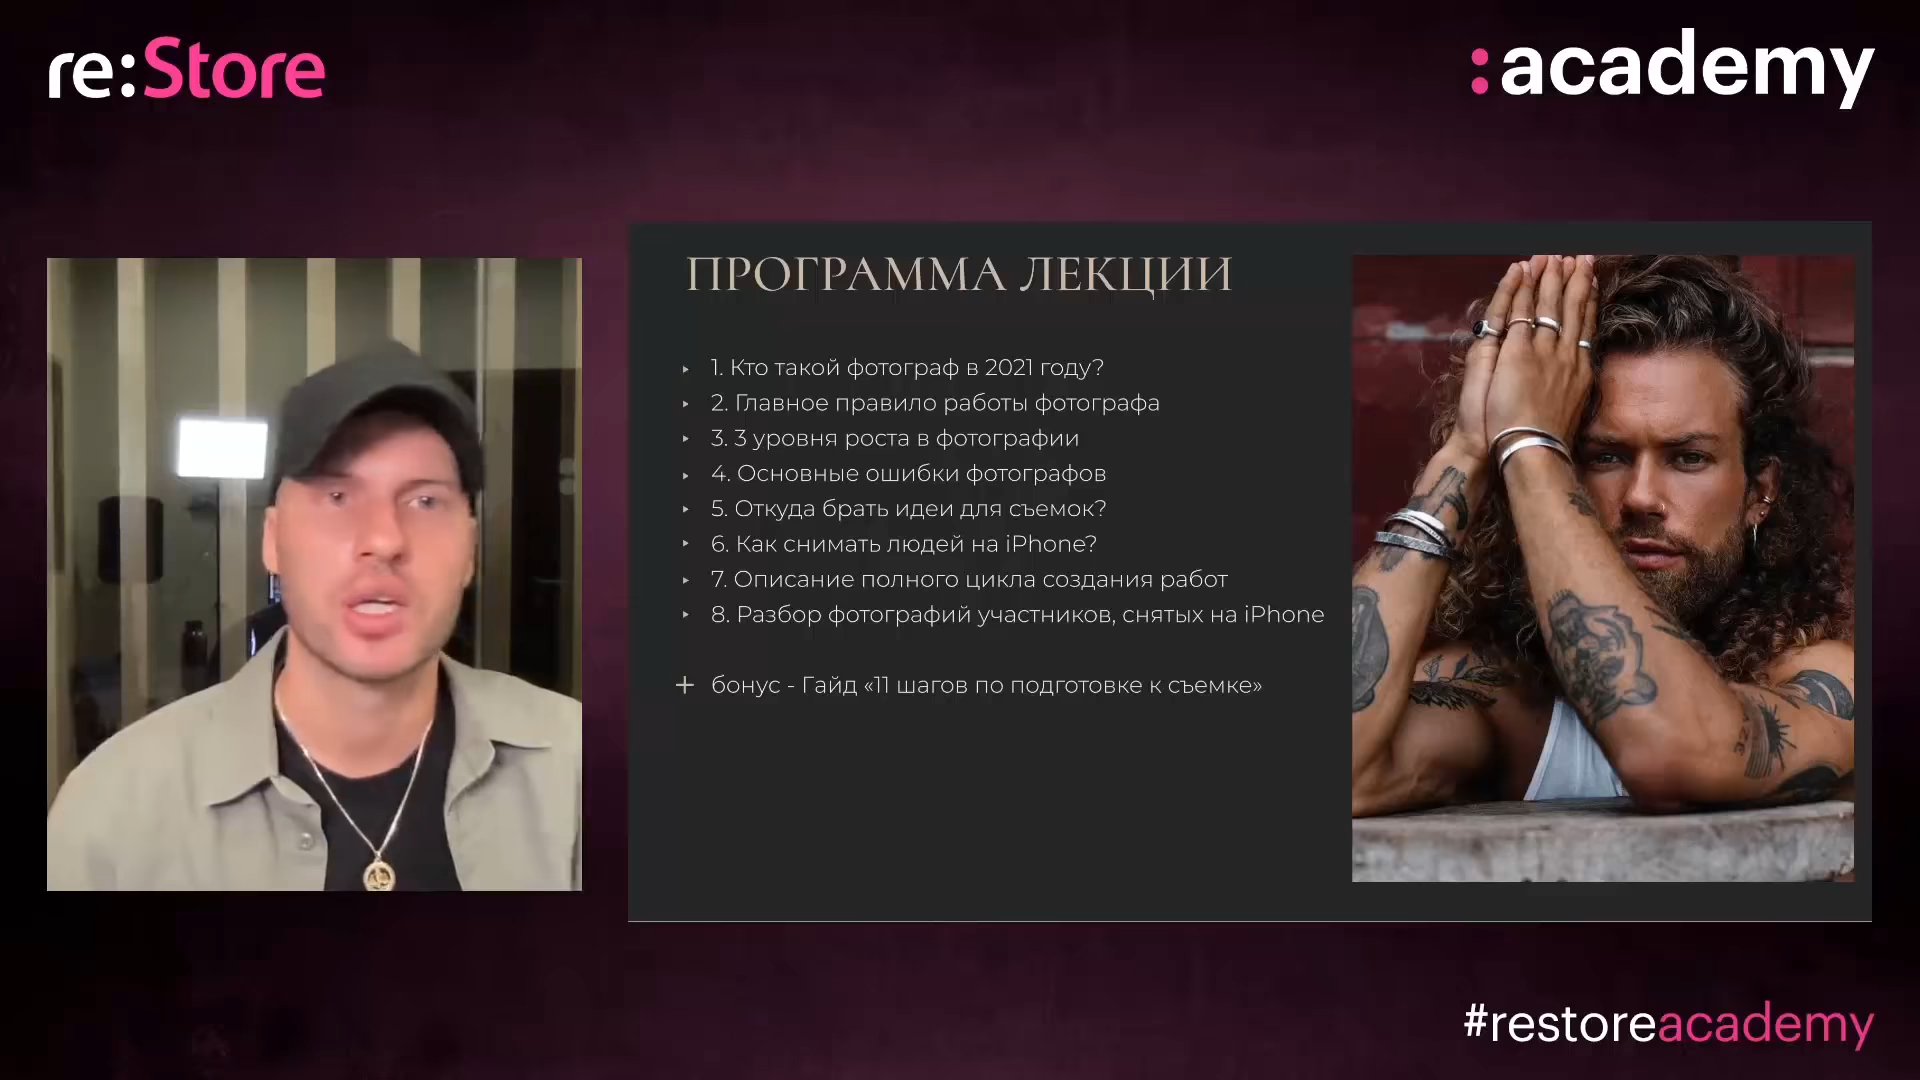 re:Store
:academy
ПРОГРАММА ЛЕКЦИИ
1. Кто такой фотограф в 2021 году?
2. Главное правило работы фотографа
3. 3 уровня роста в фотографии
4. Основные ошибки фотографов
5. Откуда брать идеи для съемок?
6. Как снимать людей на iPhone?
7. Описание полного цикла создания работ
8. Разбор фотографий участников, снятых на iPhone
+ бонус - Гайд «11 шагов по подготовке к съемке»
#restoreacademy